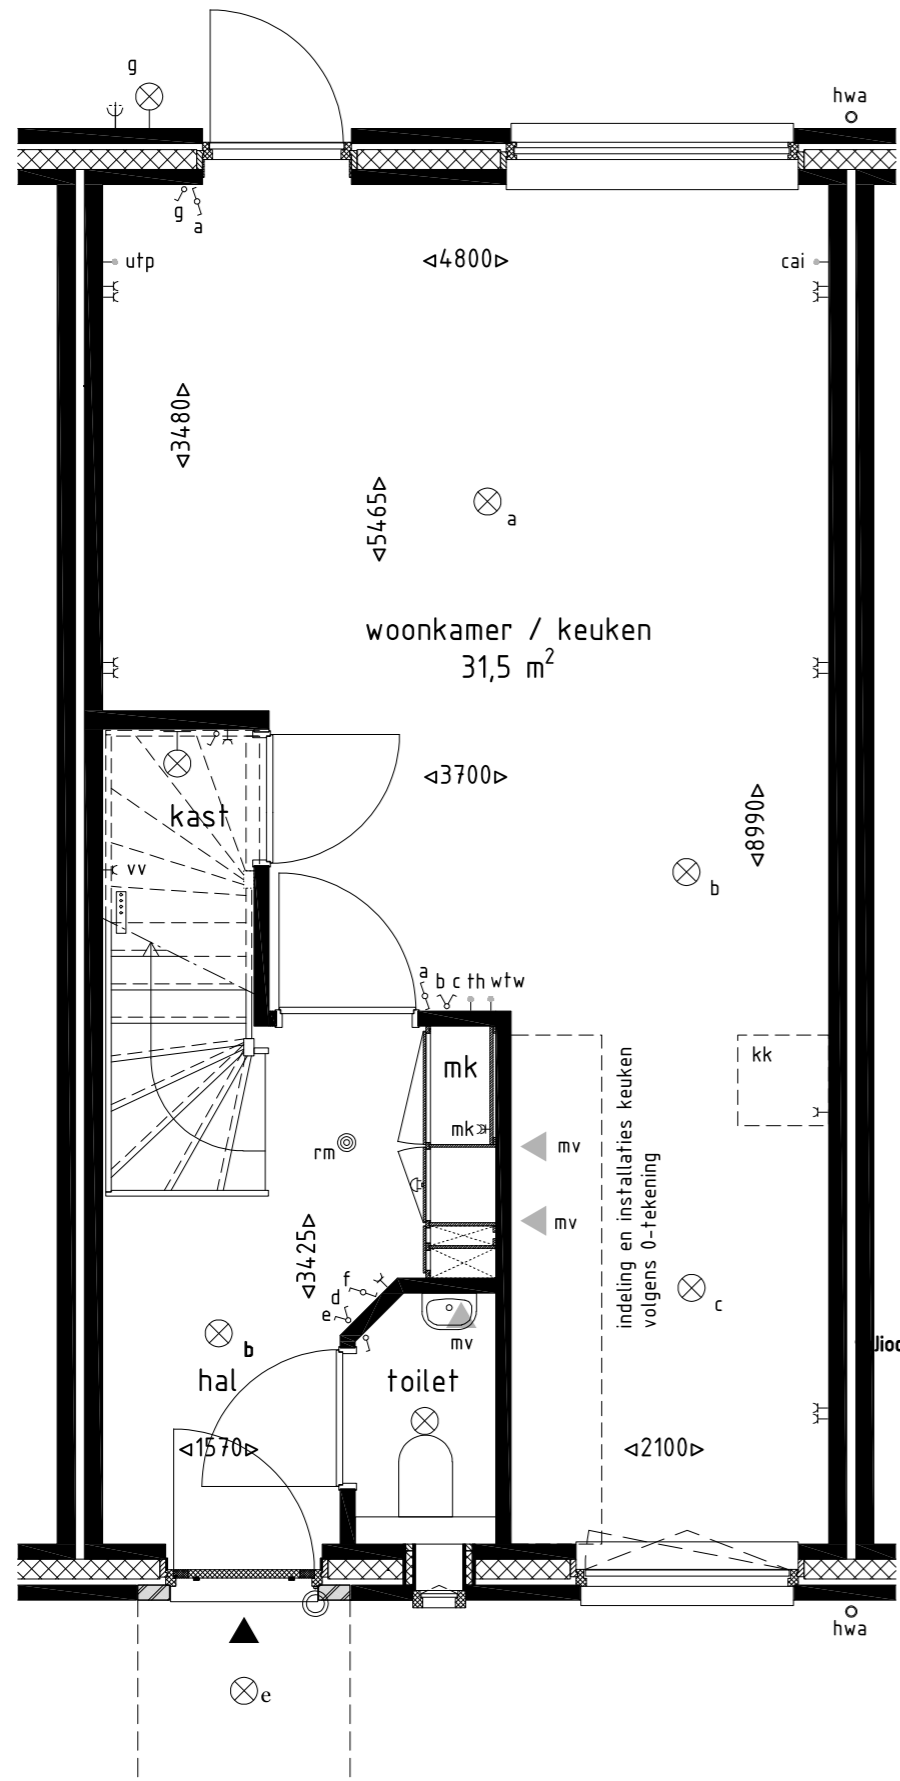 g
hwa
g
a
utp
4800
cai
3480
5465
a
woonkamer / keuken
31,5 m²
3700
kast
8990
vv
b
a
b c th wtw
mk
kk
mk
rm
mv
mv
indeling en installaties keuken
volgens 0-tekening
3425
f
d
e
c
mv
b
hal
toilet
1570
2100
hwa
e